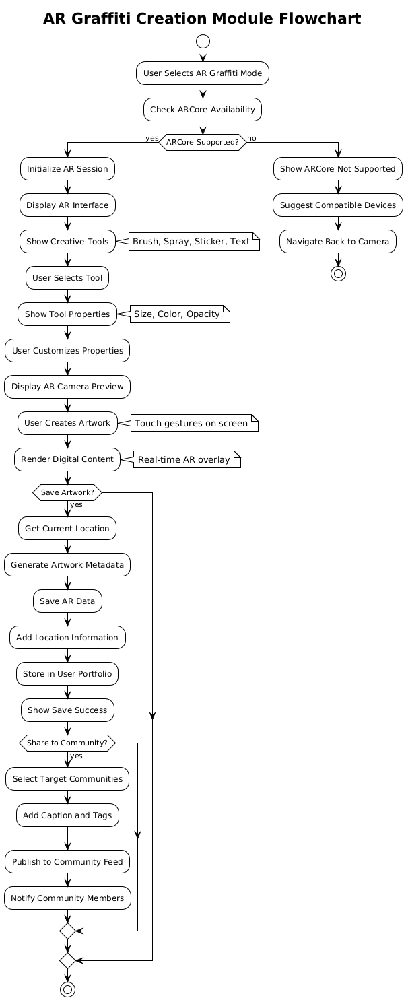 AR Graffiti Creation Module Flowchart
User Selects AR Graffiti Mode
Check ARCore Availability
yes
ARCore Supported?
no
Initialize AR Session
Show ARCore Not Supported
Display AR Interface
Suggest Compatible Devices
Show Creative Tools
Brush, Spray, Sticker, Text
Navigate Back to Camera
User Selects Tool
Show Tool Properties
Size, Color, Opacity
User Customizes Properties
Display AR Camera Preview
User Creates Artwork
Touch gestures on screen
Render Digital Content
Real-time AR overlay
Save Artwork?
yes
Get Current Location
Generate Artwork Metadata
Save AR Data
Add Location Information
Store in User Portfolio
Show Save Success
Share to Community?
yes
Select Target Communities
Add Caption and Tags
Publish to Community Feed
Notify Community Members